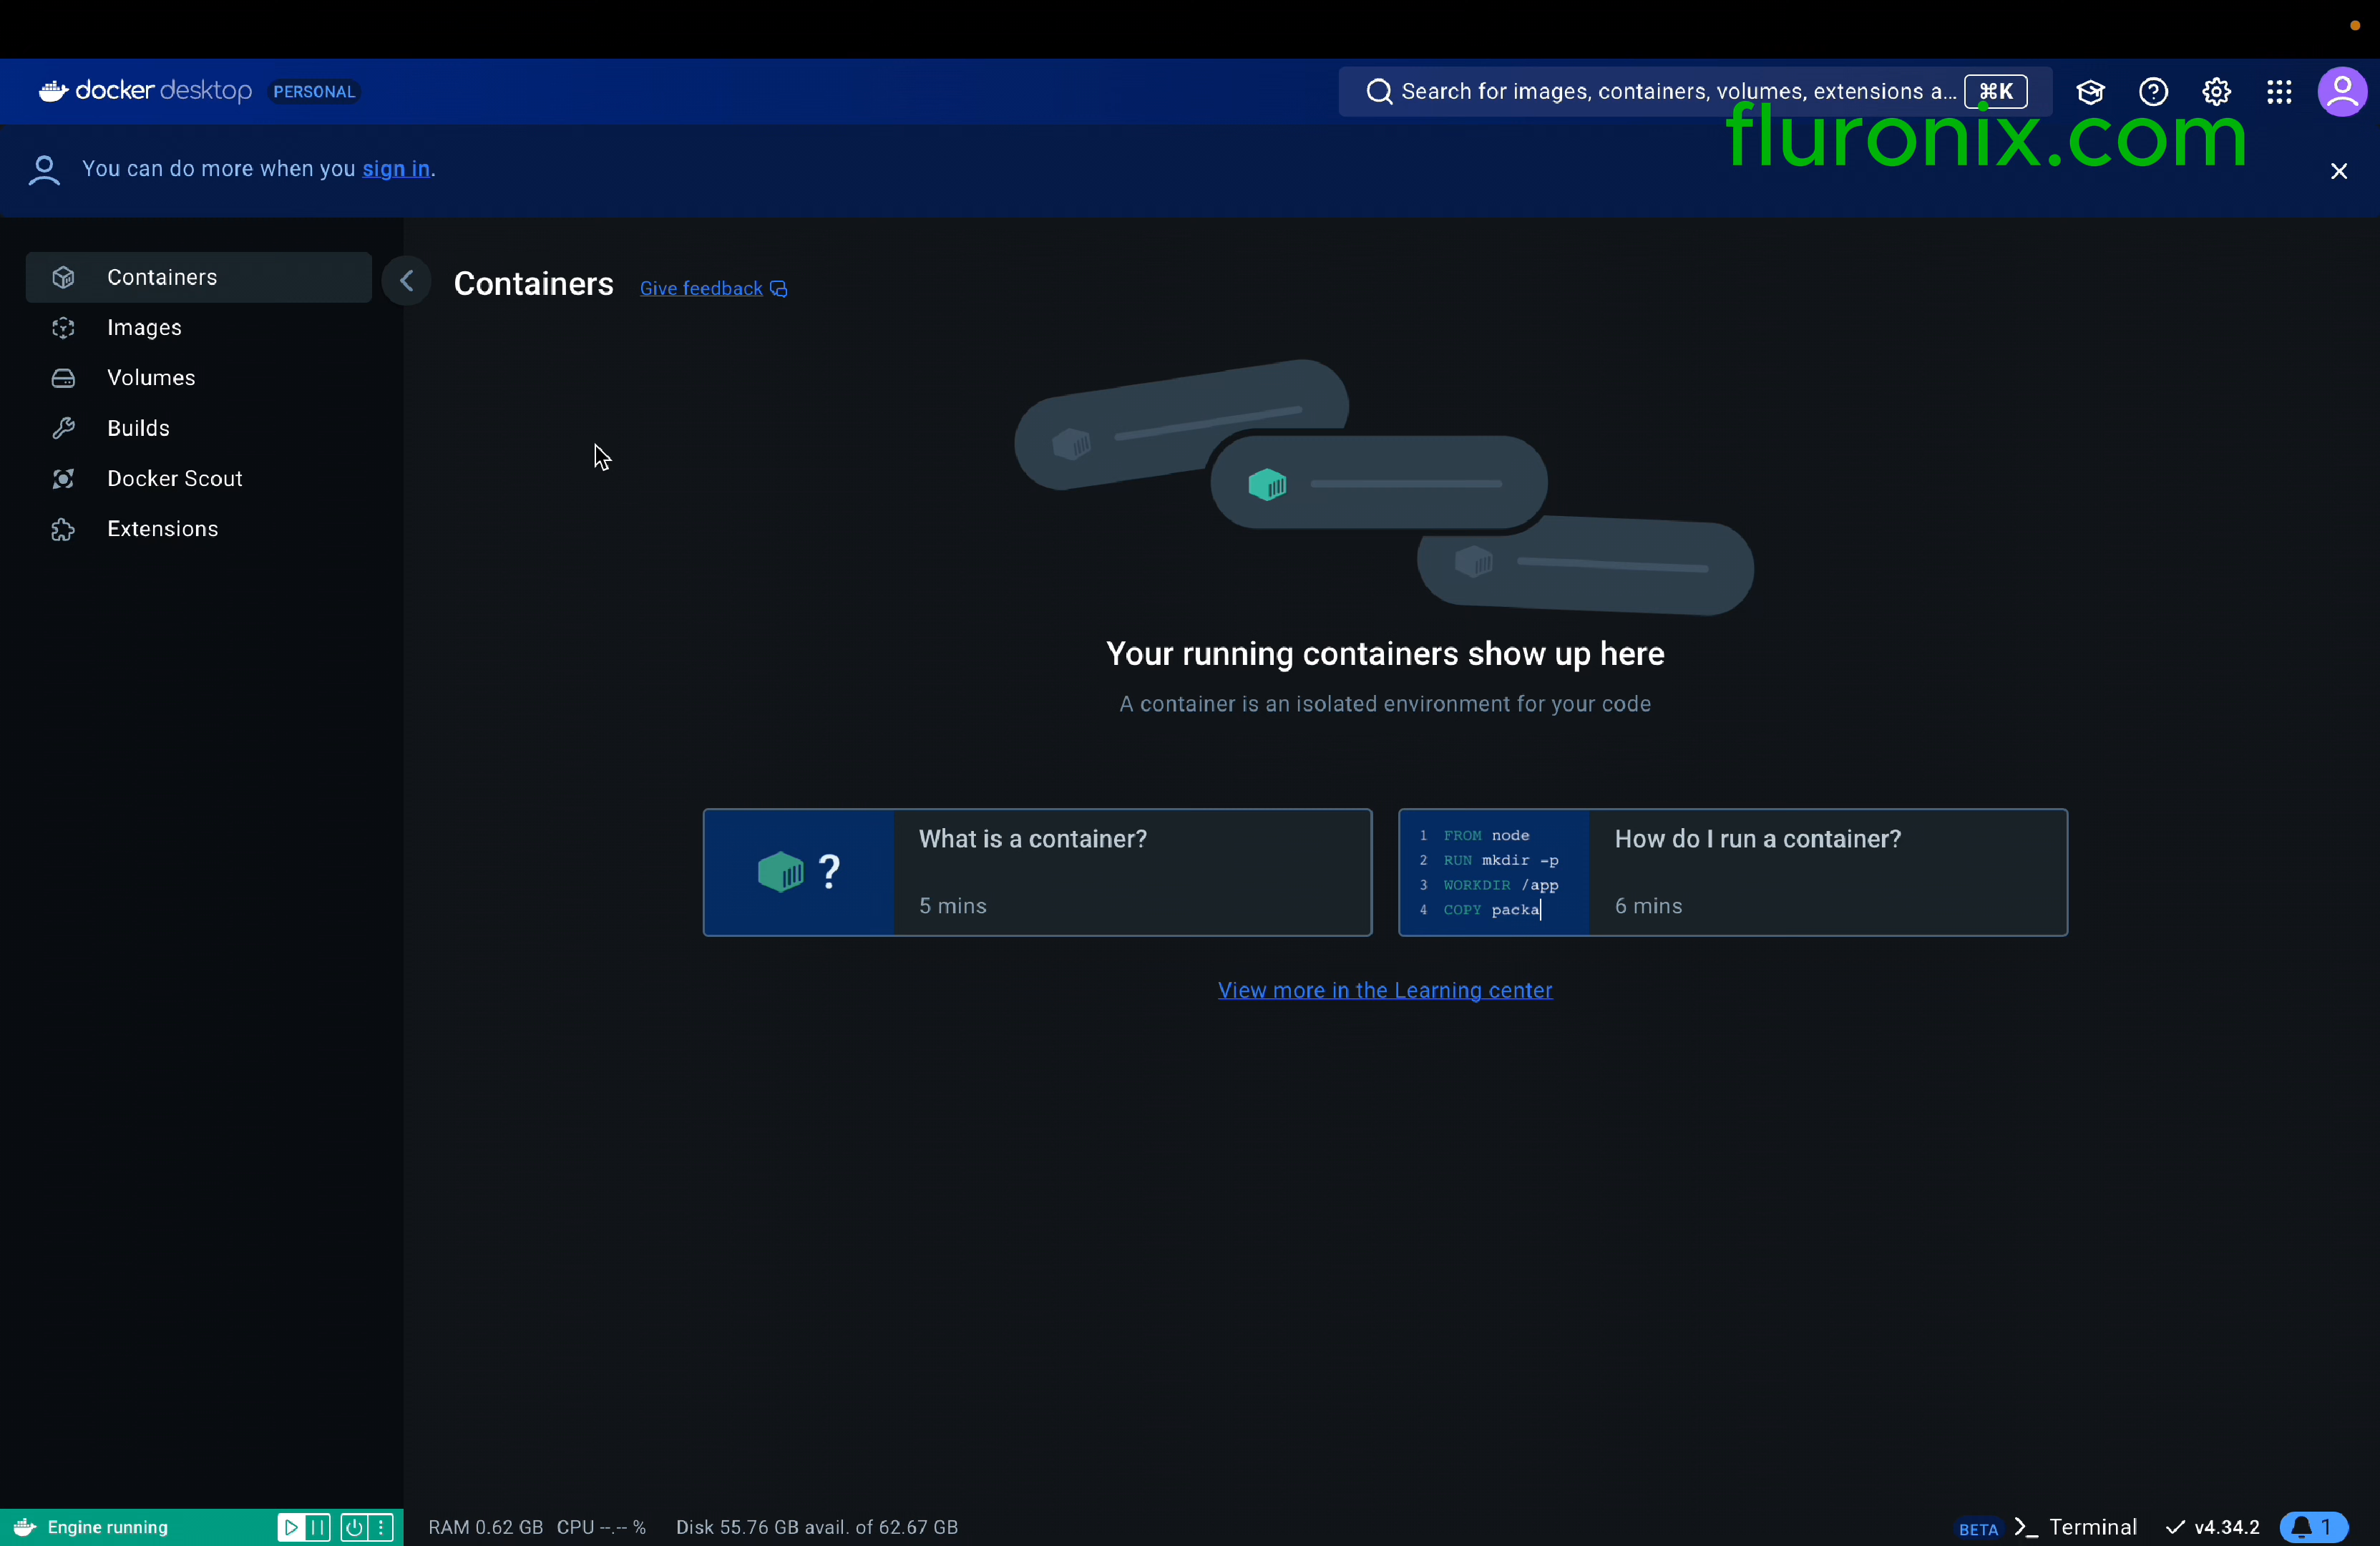 docker desktop PERSONAL
Search for images, containers, volumes, extensions a... ⌘K
fluronix.com
You can do more when you sign in.
Containers
Images
Volumes
Builds
Docker Scout
Extensions
Containers Give feedback
Your running containers show up here
A container is an isolated environment for your code
?
What is a container?
5 mins
1 FROM node
2 RUN mkdir -p
3 WORKDIR /app
4 COPY packa
How do I run a container?
6 mins
View more in the Learning center
Engine running
RAM 0.62 GB CPU --.-- % Disk 55.76 GB avail. of 62.67 GB
BETA >_ Terminal v4.34.2 1